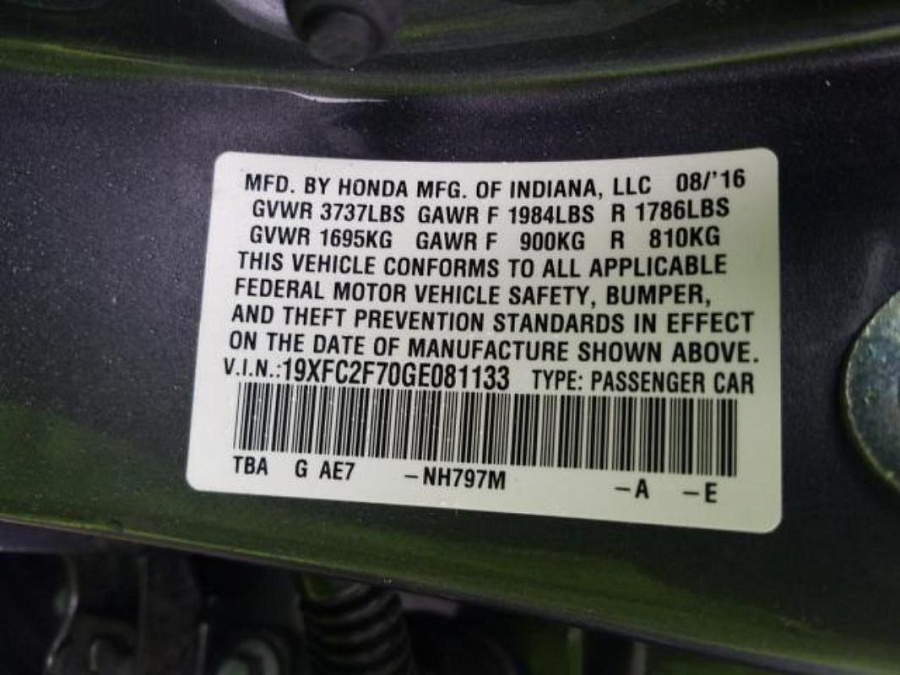 MFD. BY HONDA MFG. OF INDIANA, LLC 08/'16
GVWR 3737LBS GAWR F 1984LBS R 1786LBS
GVWR 1695KG GAWR F 900KG R 810KG
THIS VEHICLE CONFORMS TO ALL APPLICABLE
FEDERAL MOTOR VEHICLE SAFETY, BUMPER,
AND THEFT PREVENTION STANDARDS IN EFFECT
ON THE DATE OF MANUFACTURE SHOWN ABOVE.
V.I.N.:19XFC2F70GE081133 TYPE: PASSENGER CAR
TBA G AE7 -NH797M -A -E